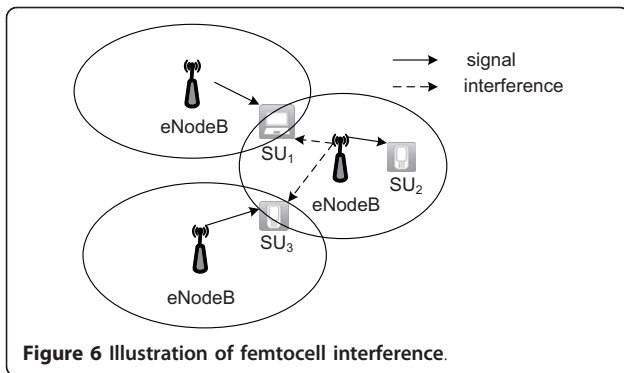 signal
interference
eNodeB
SU₁
SU₂
eNodeB
SU₃
eNodeB
Figure 6 Illustration of femtocell interference.